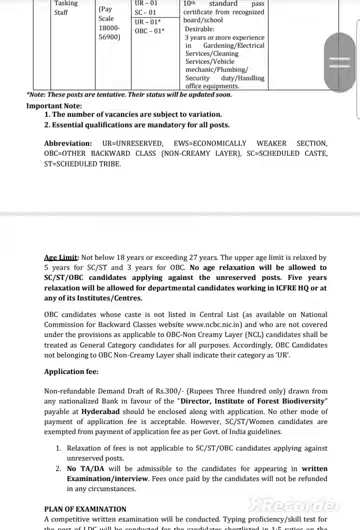 Tasking
Staff
(Pay
Scale
18000-
56900)
UR – 01
SC – 01
UR – 01*
OBC – 01*
10th standard pass
certificate from recognized
board/school
Desirable:
3 years or more experience
in Gardening/Electrical
Services/Cleaning
Services/Vehicle
mechanic/Plumbing/
Security duty/Handling
office equipments.
*Note: These posts are tentative. Their status will be updated soon.
Important Note:
1. The number of vacancies are subject to variation.
2. Essential qualifications are mandatory for all posts.
Abbreviation: UR=UNRESERVED, EWS=ECONOMICALLY WEAKER SECTION,
OBC=OTHER BACKWARD CLASS (NON-CREAMY LAYER), SC=SCHEDULED CASTE,
ST=SCHEDULED TRIBE.
Age Limit: Not below 18 years or exceeding 27 years. The upper age limit is relaxed by
5 years for SC/ST and 3 years for OBC. No age relaxation will be allowed to
SC/ST/OBC candidates applying against the unreserved posts. Five years
relaxation will be allowed for departmental candidates working in ICFRE HQ or at
any of its Institutes/Centres.
OBC candidates whose caste is not listed in Central List (as available on National
Commission for Backward Classes website www.ncbc.nic.in) and who are not covered
under the provisions as applicable to OBC-Non Creamy Layer (NCL) candidates shall be
treated as General Category candidates for all purposes. Accordingly, OBC Candidates
not belonging to OBC Non-Creamy Layer shall indicate their category as 'UR'.
Application fee:
Non-refundable Demand Draft of Rs.300/- (Rupees Three Hundred only) drawn from
any nationalized Bank in favour of the "Director, Institute of Forest Biodiversity"
payable at Hyderabad should be enclosed along with application. No other mode of
payment of application fee is acceptable. However, SC/ST/Women candidates are
exempted from payment of application fee as per Govt. of India guidelines.
1. Relaxation of fees is not applicable to SC/ST/OBC candidates applying against
unreserved posts.
2. No TA/DA will be admissible to the candidates for appearing in written
Examination/interview. Fees once paid by the candidates will not be refunded
in any circumstances.
PLAN OF EXAMINATION
A competitive written examination will be conducted. Typing proficiency/skill test for
the post of LDC will be conducted for the candidates shortlisted in 1:5 ratios on the
XRecorder